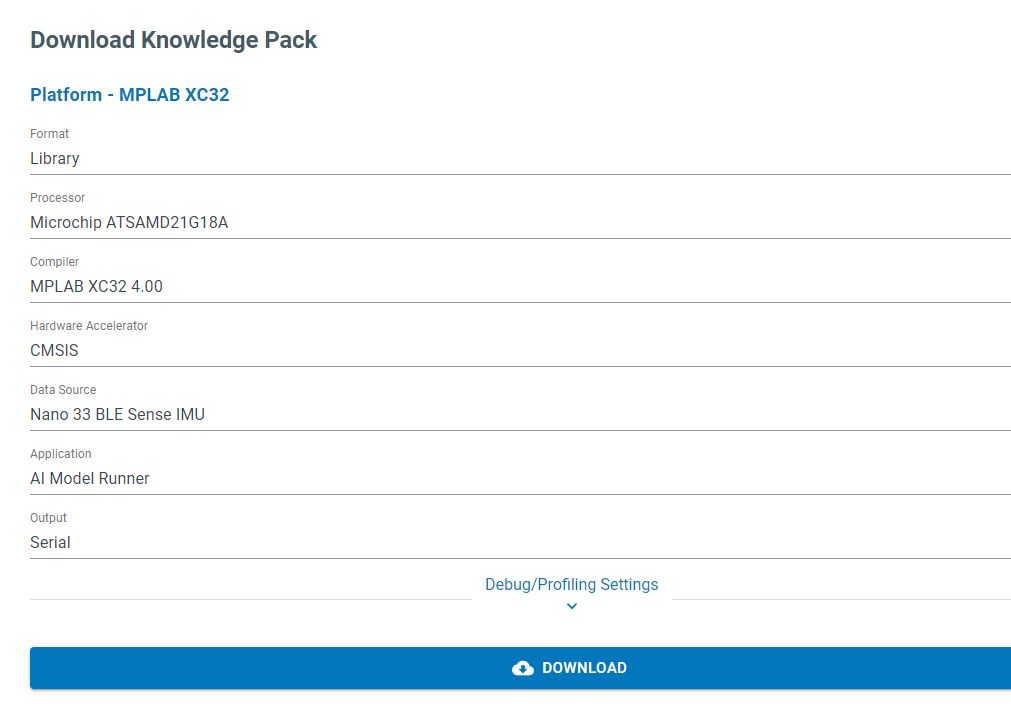 Download Knowledge Pack
Platform - MPLAB XC32
Format
Library
Processor
Microchip ATSAMD21G18A
Compiler
MPLAB XC32 4.00
Hardware Accelerator
CMSIS
Data Source
Nano 33 BLE Sense IMU
Application
AI Model Runner
Output
Serial
Debug/Profiling Settings
DOWNLOAD